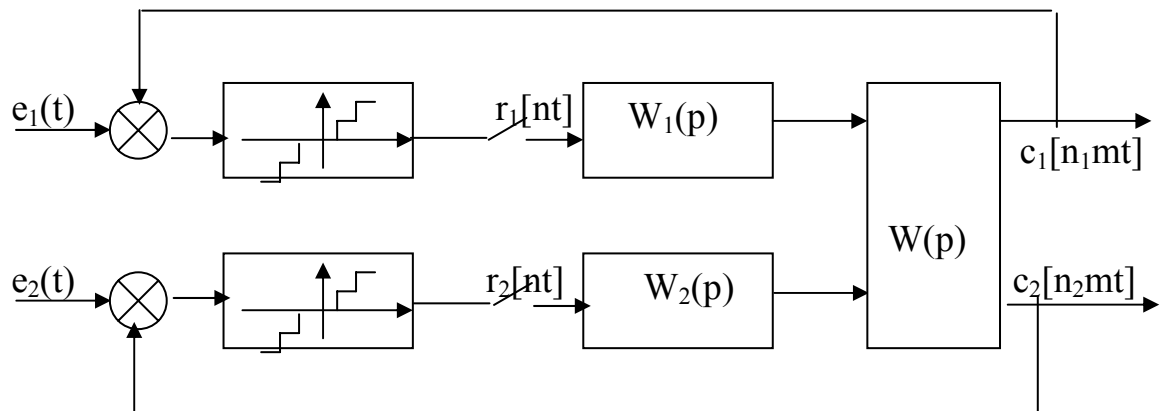 e₁(t)
r₁[nt]
W₁(p)
c₁[n₁mt]
W(p)
e₂(t)
r₂[nt]
W₂(p)
c₂[n₂mt]